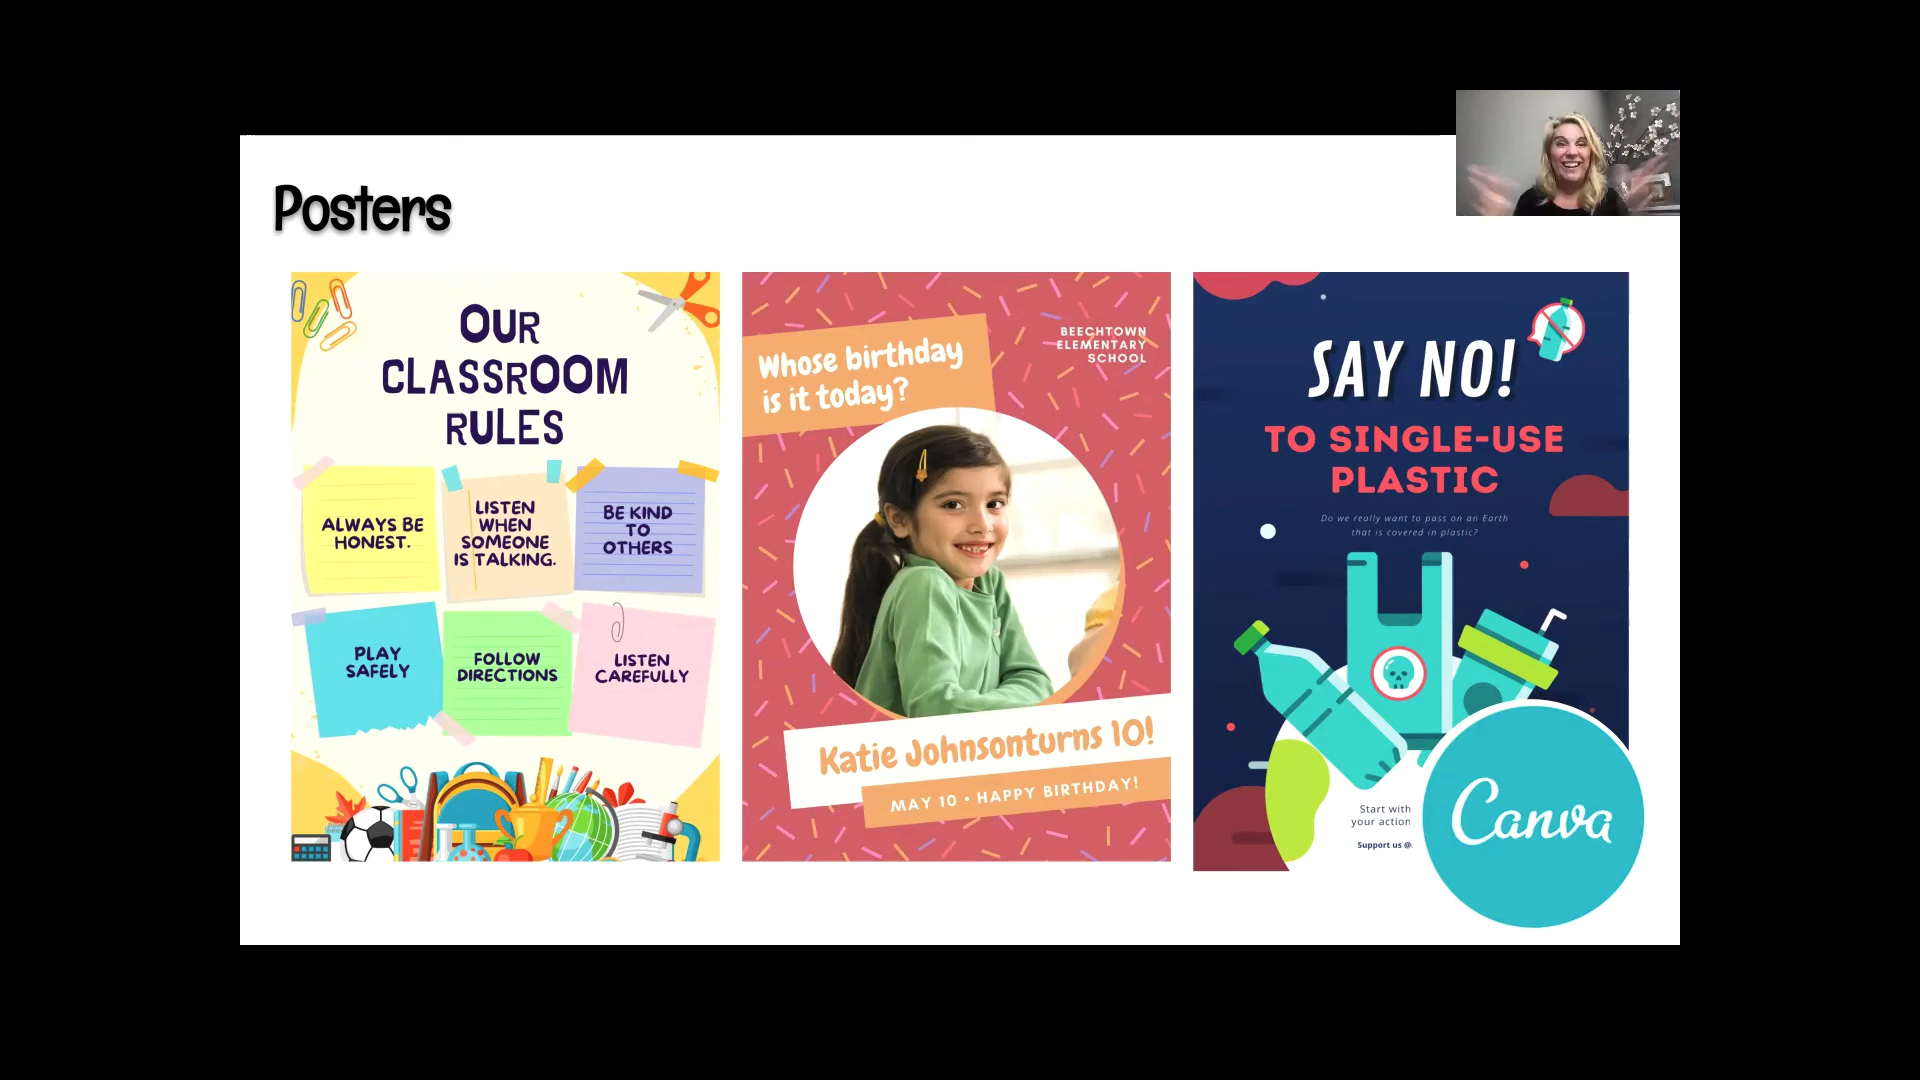 Posters
OUR
CLASSROOM
RULES
ALWAYS BE
HONEST.
LISTEN
WHEN
SOMEONE
IS TALKING.
BE KIND
TO
OTHERS
PLAY
SAFELY
FOLLOW
DIRECTIONS
LISTEN
CAREFULLY
Whose birthday
is it today?
BEECHTOWN
ELEMENTARY
SCHOOL
Katie Johnsonturns 10!
MAY 10 • HAPPY BIRTHDAY!
SAY NO!
TO SINGLE-USE
PLASTIC
Do we really want to pass on an Earth
that is covered in plastic?
Start with
your action
Support us @
Canva